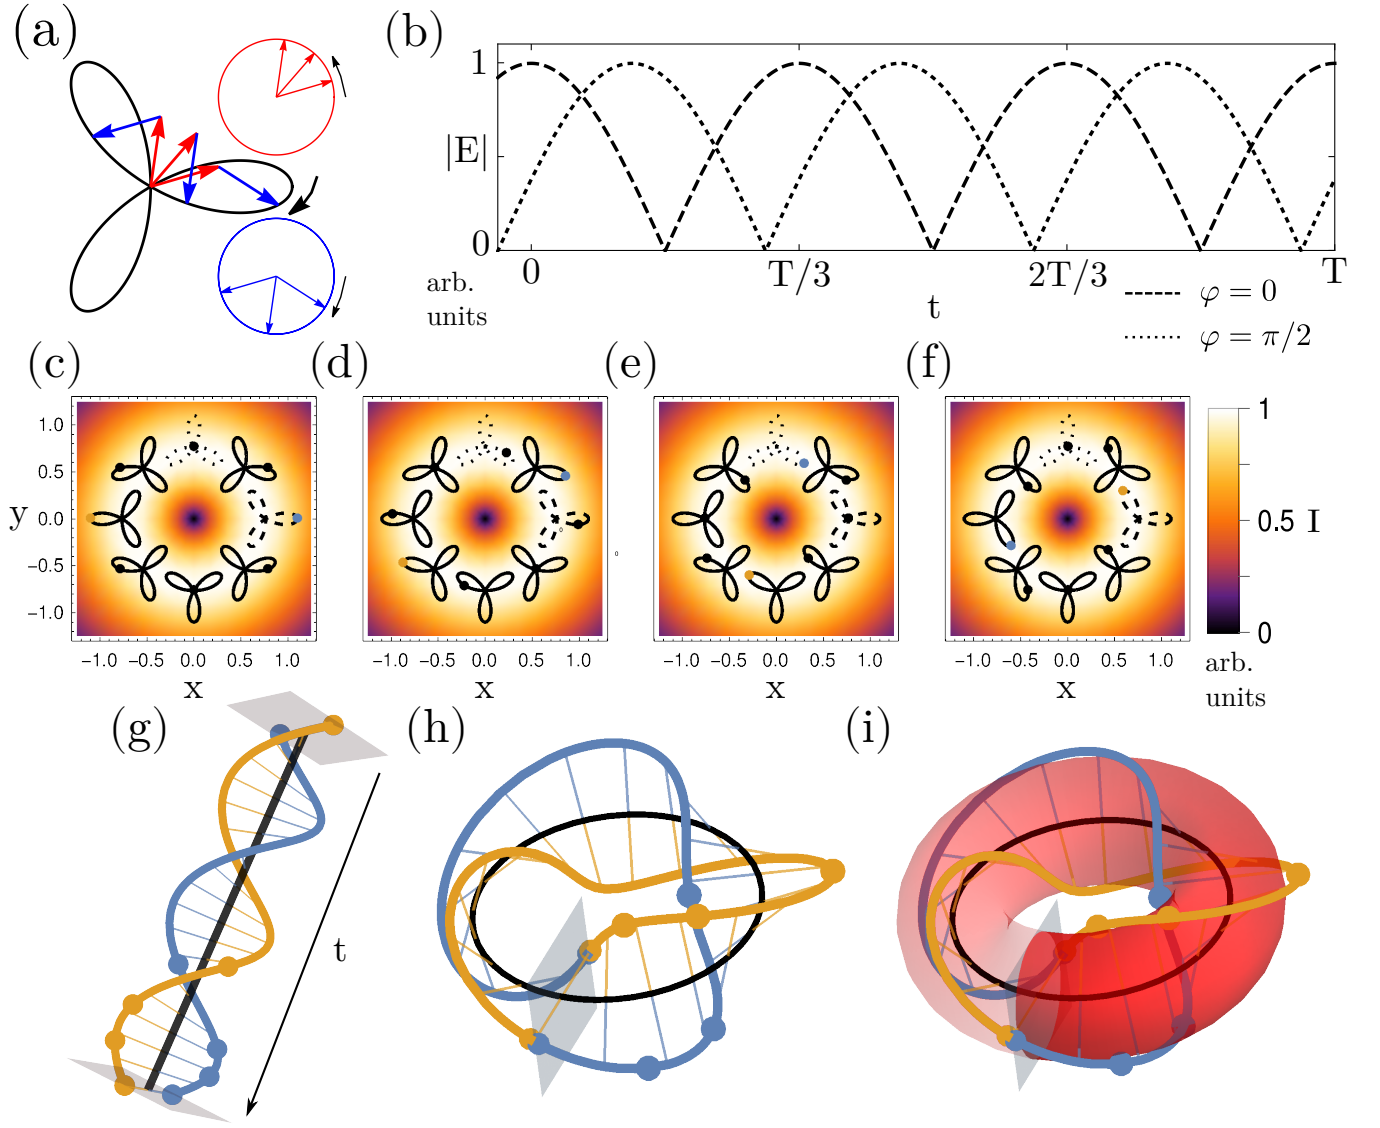 (a)
(b)
1
|E|
0
0 T/3 2T/3 T
t
arb.
units
φ = 0
φ = π/2
(c) (d) (e) (f)
1.0
0.5
y 0.0
−0.5
−1.0
−1.0 −0.5 0.0 0.5 1.0
x
−1.0 −0.5 0.0 0.5 1.0
x
−1.0 −0.5 0.0 0.5 1.0
x
−1.0 −0.5 0.0 0.5 1.0
x
1
0.5 I
0
arb.
units
(g) (h) (i)
t